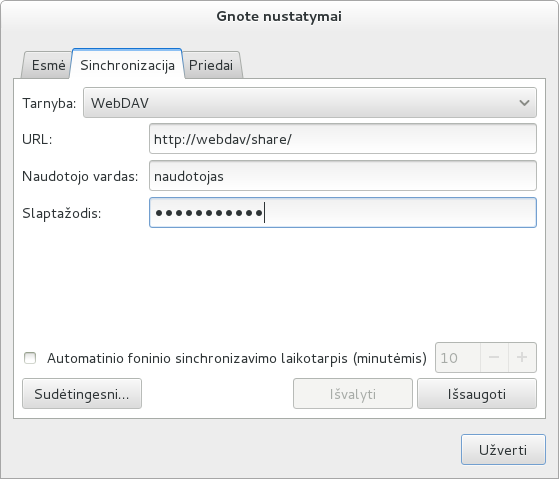 Gnote nustatymai
Esmė Sinchronizacija Priedai
Tarnyba: WebDAV
URL: http://webdav/share/
Naudotojo vardas: naudotojas
Slaptažodis: ●●●●●●●●●●●
Automatinio foninio sinchronizavimo laikotarpis (minutėmis) 10 − +
Sudėtingesni... Išvalyti Išsaugoti
Užverti